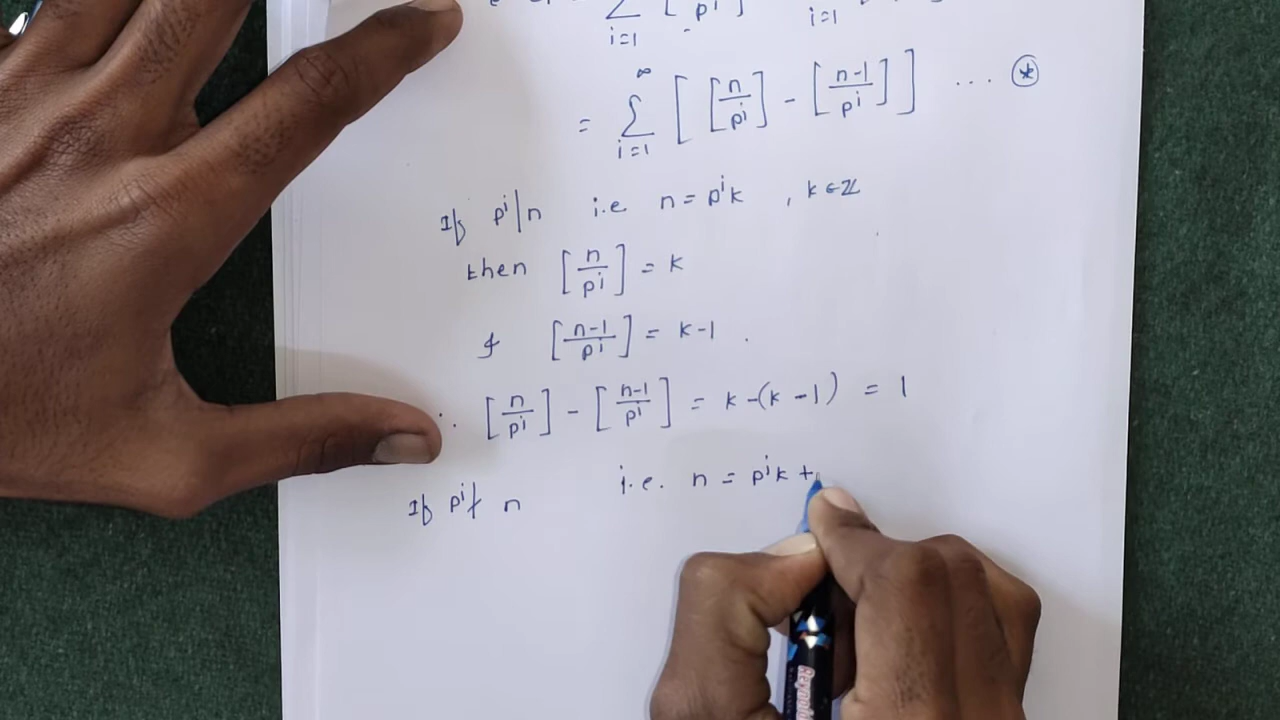 ∑ i=1 [ p^i ] i=1
= ∑_{i=1}^{∞} [ [n/p^i] - [n-1/p^i] ] ... ⊛
If p^i|n i.e n = p^i k , k ∈ ℤ
then [n/p^i] = k
& [n-1/p^i] = k-1 .
∴ [n/p^i] - [n-1/p^i] = k-(k-1) = 1
If p^i ∤ n i.e. n = p^i k +